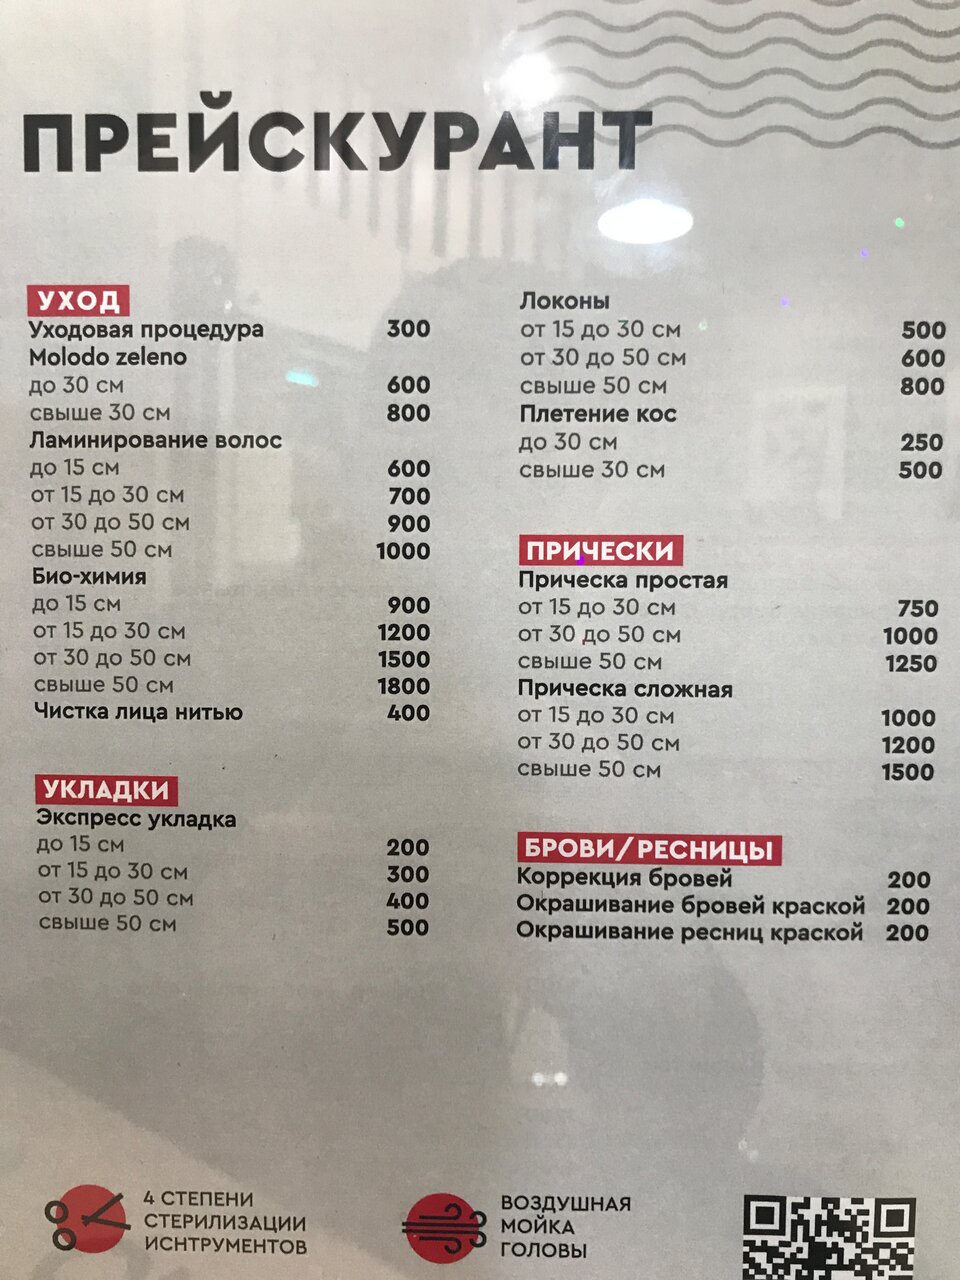 ПРЕЙСКУРАНТ
УХОД
Уходовая процедура 300
Molodo zeleno
до 30 см 600
свыше 30 см 800
Ламинирование волос
до 15 см 600
от 15 до 30 см 700
от 30 до 50 см 900
свыше 50 см 1000
Био-химия
до 15 см 900
от 15 до 30 см 1200
от 30 до 50 см 1500
свыше 50 см 1800
Чистка лица нитью 400
УКЛАДКИ
Экспресс укладка
до 15 см 200
от 15 до 30 см 300
от 30 до 50 см 400
свыше 50 см 500
Локоны
от 15 до 30 см 500
от 30 до 50 см 600
свыше 50 см 800
Плетение кос
до 30 см 250
свыше 30 см 500
ПРИЧЕСКИ
Прическа простая
от 15 до 30 см 750
от 30 до 50 см 1000
свыше 50 см 1250
Прическа сложная
от 15 до 30 см 1000
от 30 до 50 см 1200
свыше 50 см 1500
БРОВИ/РЕСНИЦЫ
Коррекция бровей 200
Окрашивание бровей краской 200
Окрашивание ресниц краской 200
4 СТЕПЕНИ
СТЕРИЛИЗАЦИИ
ИСНТРУМЕНТОВ
ВОЗДУШНАЯ
МОЙКА
ГОЛОВЫ